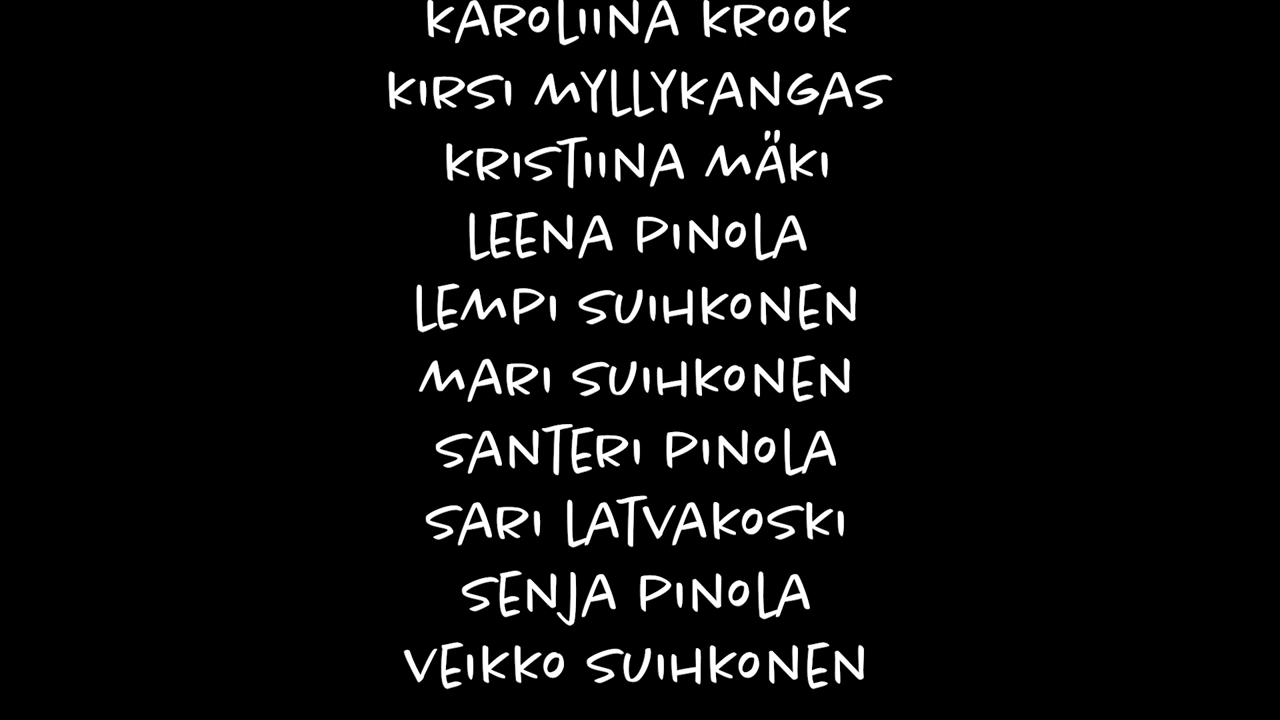 KAROLIINA KROOK
KIRSI MYLLYKANGAS
KRISTIINA MÄKI
LEENA PINOLA
LEMPI SUIHKONEN
MARI SUIHKONEN
SANTERI PINOLA
SARI LATVAKOSKI
SENJA PINOLA
VEIKKO SUIHKONEN